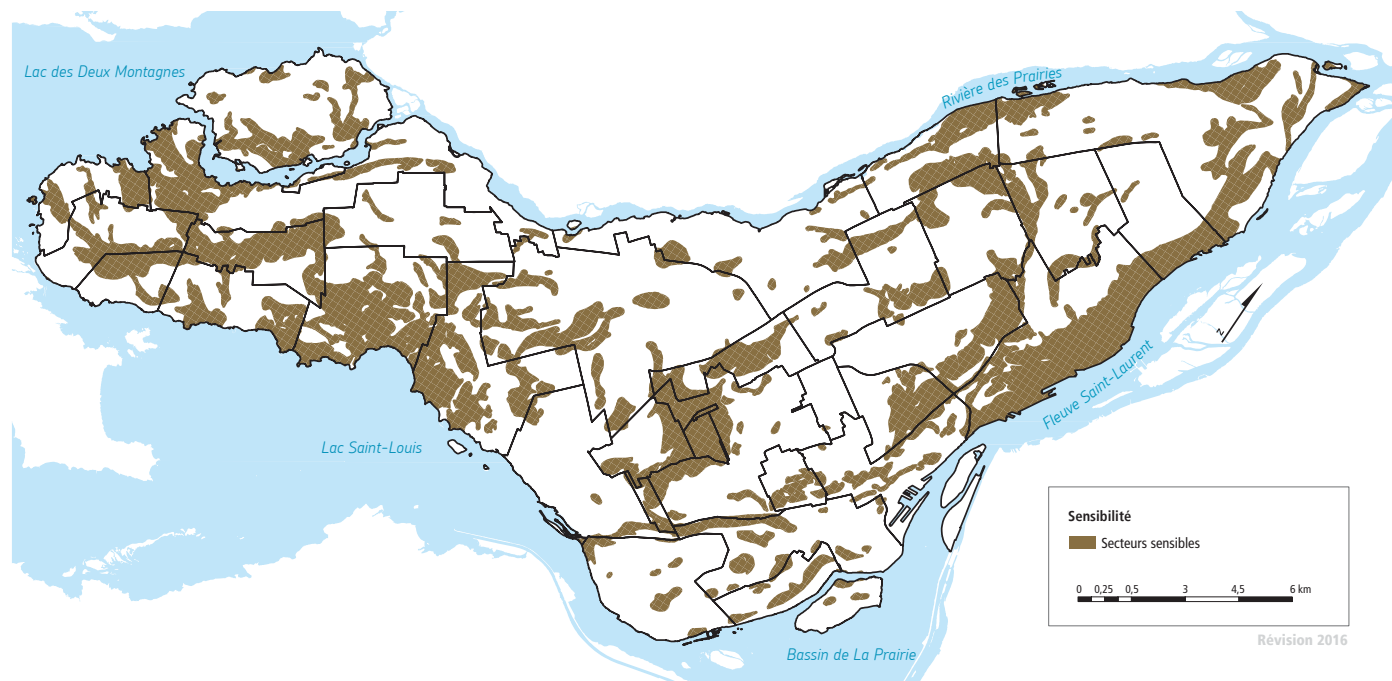 Lac des Deux Montagnes
Rivière des Prairies
Fleuve Saint-Laurent
N
Lac Saint-Louis
Bassin de La Prairie
Sensibilité
Secteurs sensibles
0 0,25 0,5 3 4,5 6 km
Révision 2016